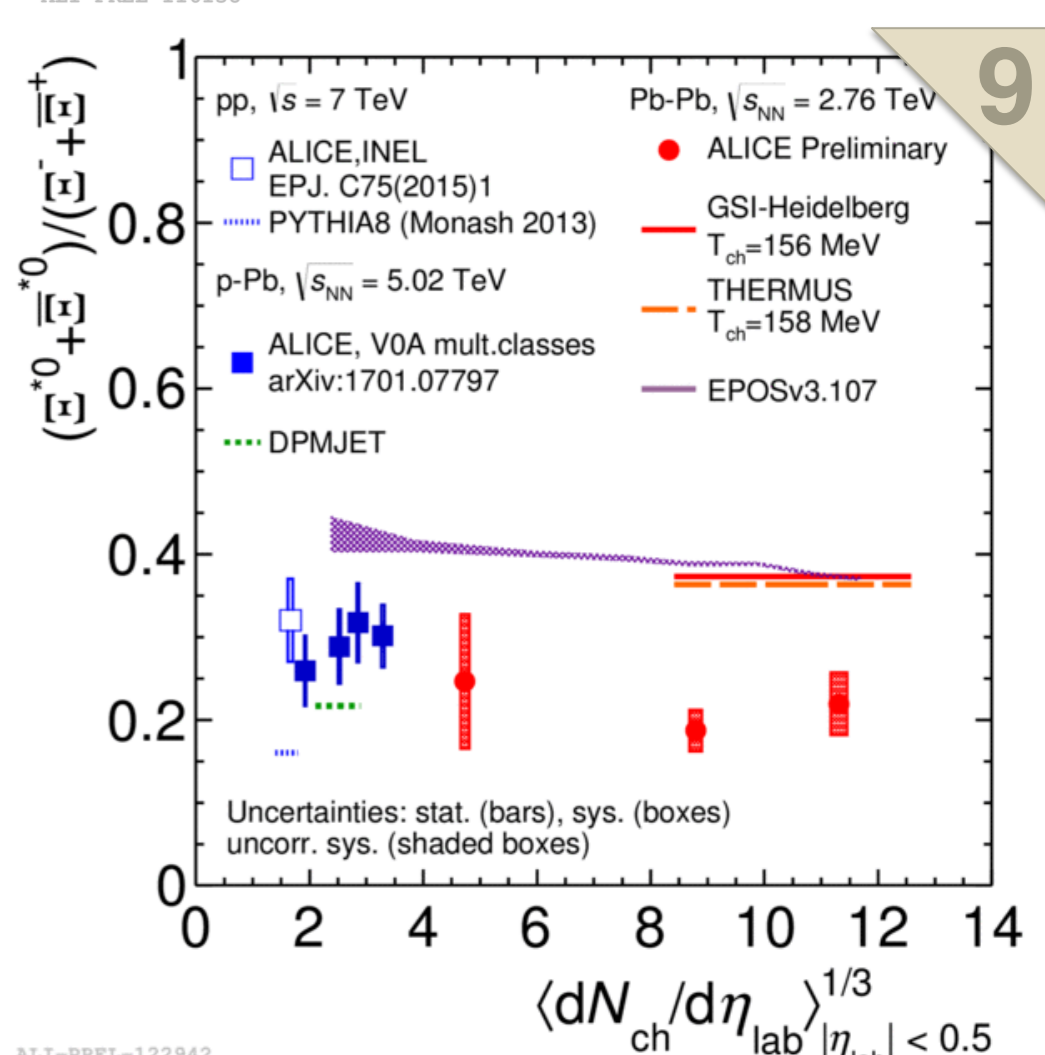 9
1
0.8
0.6
0.4
0.2
0
0 2 4 6 8 10 12 14
(Ξ*0+Ξ̅*0)/(Ξ-+Ξ̅+)
pp, √s = 7 TeV
ALICE,INEL
EPJ. C75(2015)1
PYTHIA8 (Monash 2013)
p-Pb, √sNN = 5.02 TeV
ALICE, V0A mult.classes
arXiv:1701.07797
DPMJET
Pb-Pb, √sNN = 2.76 TeV
ALICE Preliminary
GSI-Heidelberg
Tch=156 MeV
THERMUS
Tch=158 MeV
EPOSv3.107
Uncertainties: stat. (bars), sys. (boxes)
uncorr. sys. (shaded boxes)
⟨dNch/dηlab⟩1/3 |ηlab| < 0.5